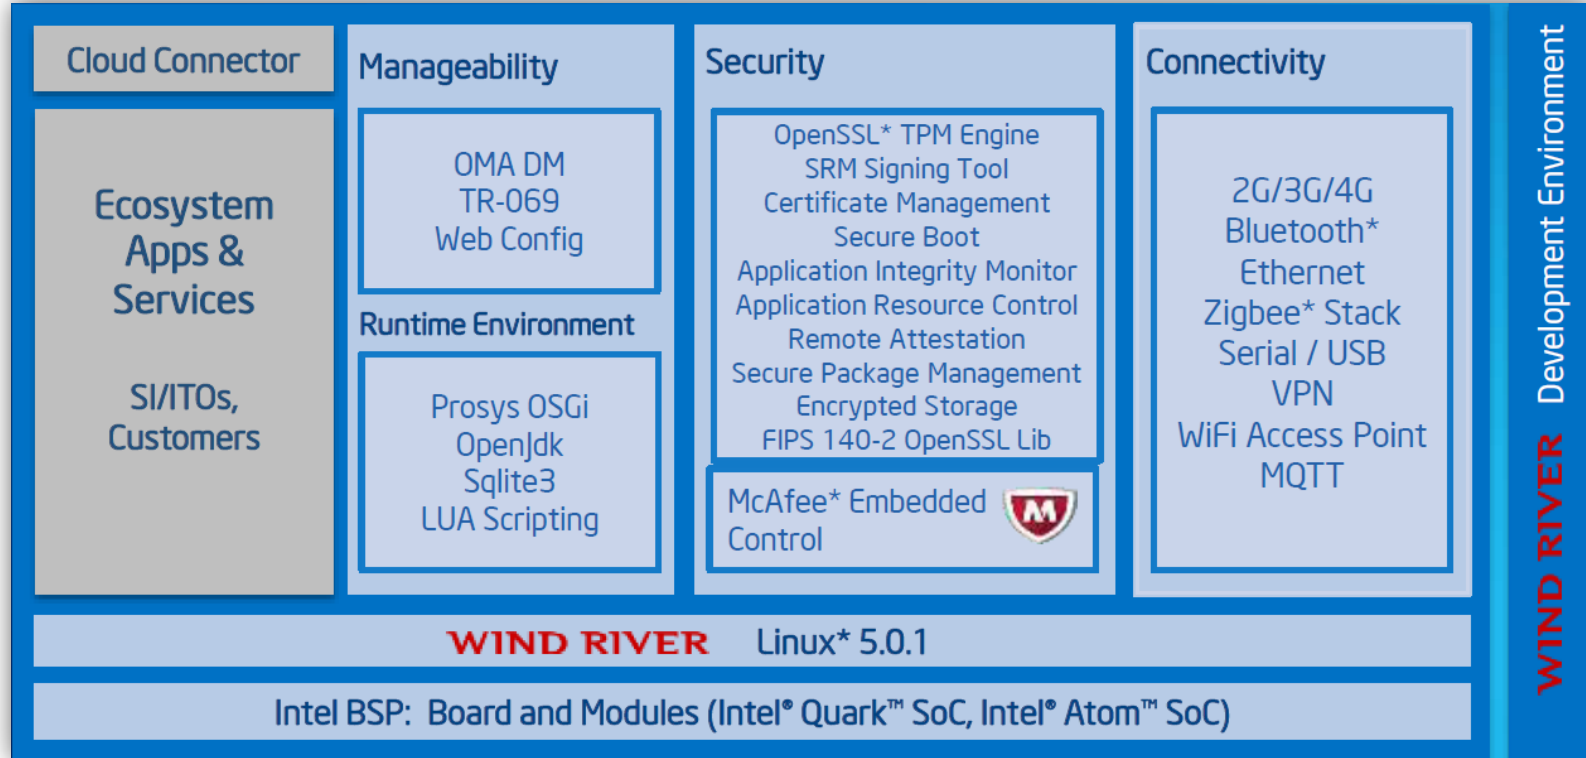 Cloud Connector
Ecosystem
Apps &
Services
SI/ITOs,
Customers
Manageability
OMA DM
TR-069
Web Config
Runtime Environment
Prosys OSGi
OpenJdk
Sqlite3
LUA Scripting
Security
OpenSSL* TPM Engine
SRM Signing Tool
Certificate Management
Secure Boot
Application Integrity Monitor
Application Resource Control
Remote Attestation
Secure Package Management
Encrypted Storage
FIPS 140-2 OpenSSL Lib
McAfee* Embedded
Control
M
Connectivity
2G/3G/4G
Bluetooth*
Ethernet
Zigbee* Stack
Serial / USB
VPN
WiFi Access Point
MQTT
WIND RIVER Linux* 5.0.1
Intel BSP: Board and Modules (Intel® Quark™ SoC, Intel® Atom™ SoC)
WIND RIVER Development Environment